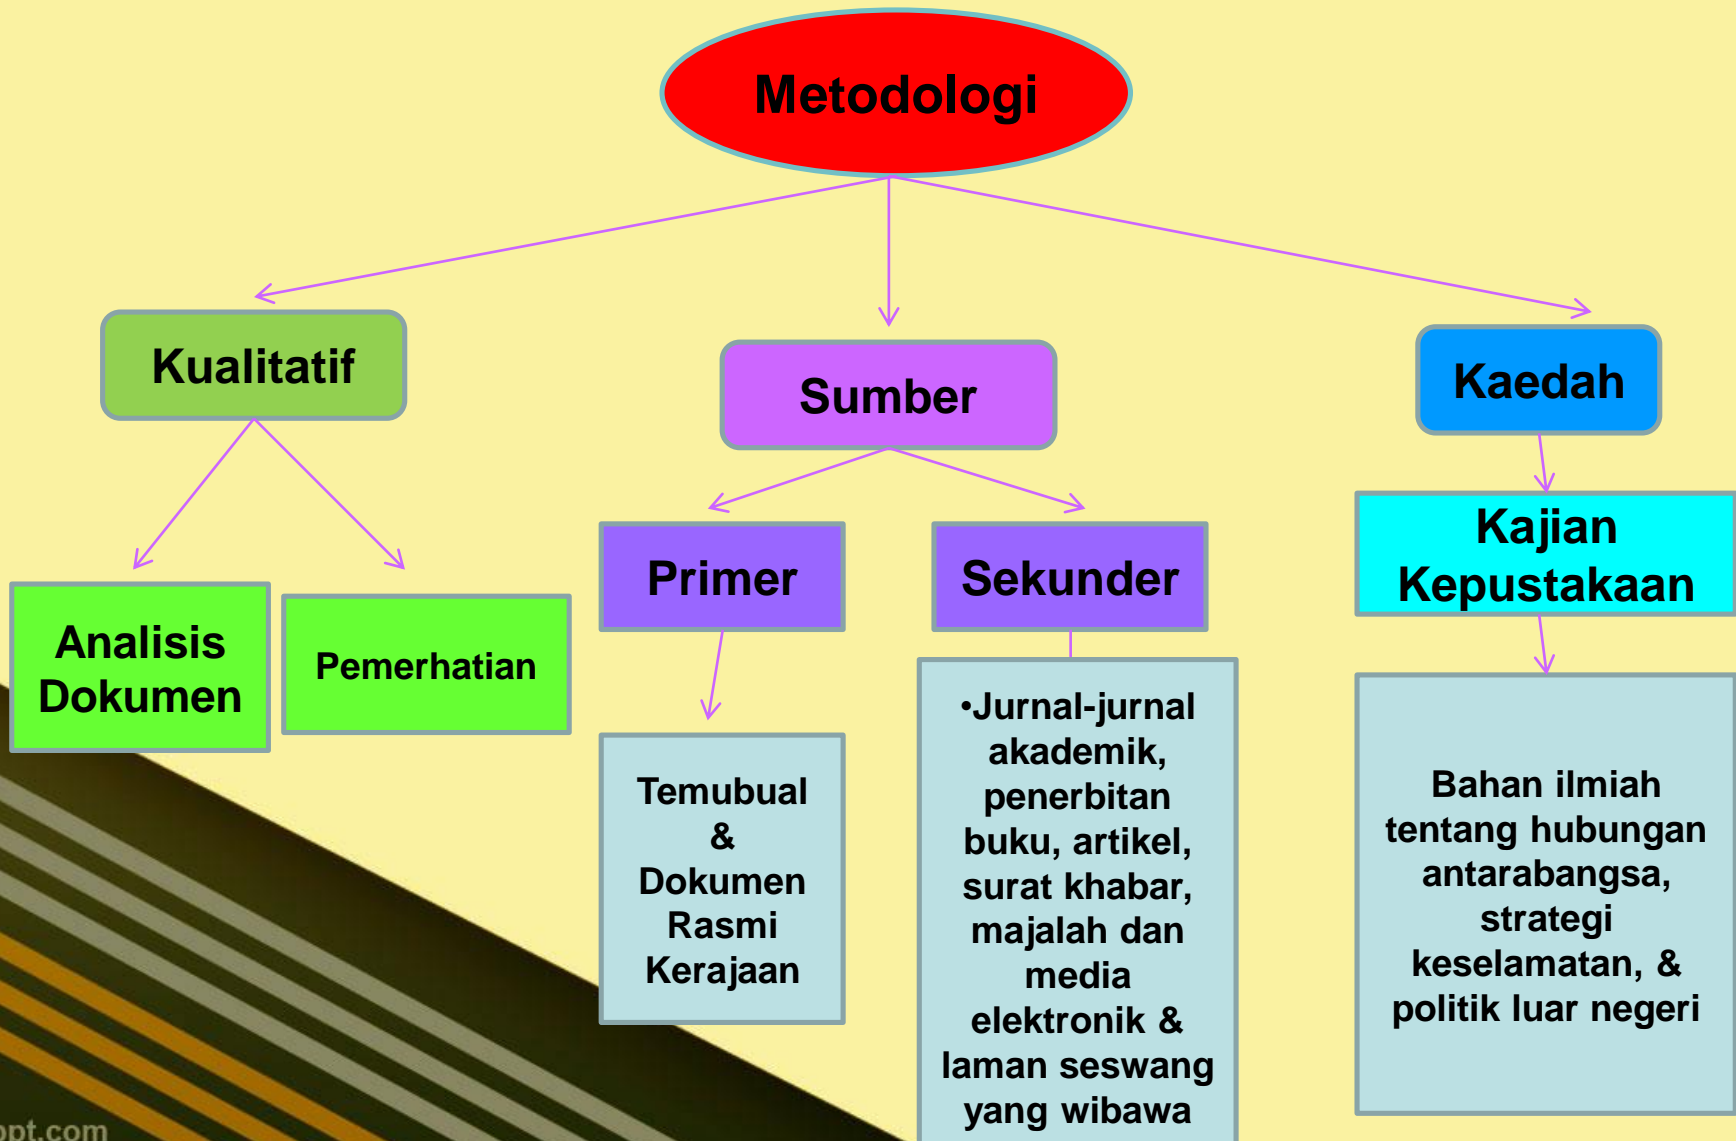 Metodologi
Kualitatif
Sumber
Kaedah
Analisis
Dokumen
Pemerhatian
Primer
Sekunder
Kajian
Kepustakaan
Temubual
&
Dokumen
Rasmi
Kerajaan
•Jurnal-jurnal
akademik,
penerbitan
buku, artikel,
surat khabar,
majalah dan
media
elektronik &
laman seswang
yang wibawa
Bahan ilmiah
tentang hubungan
antarabangsa,
strategi
keselamatan, &
politik luar negeri
ppt.com